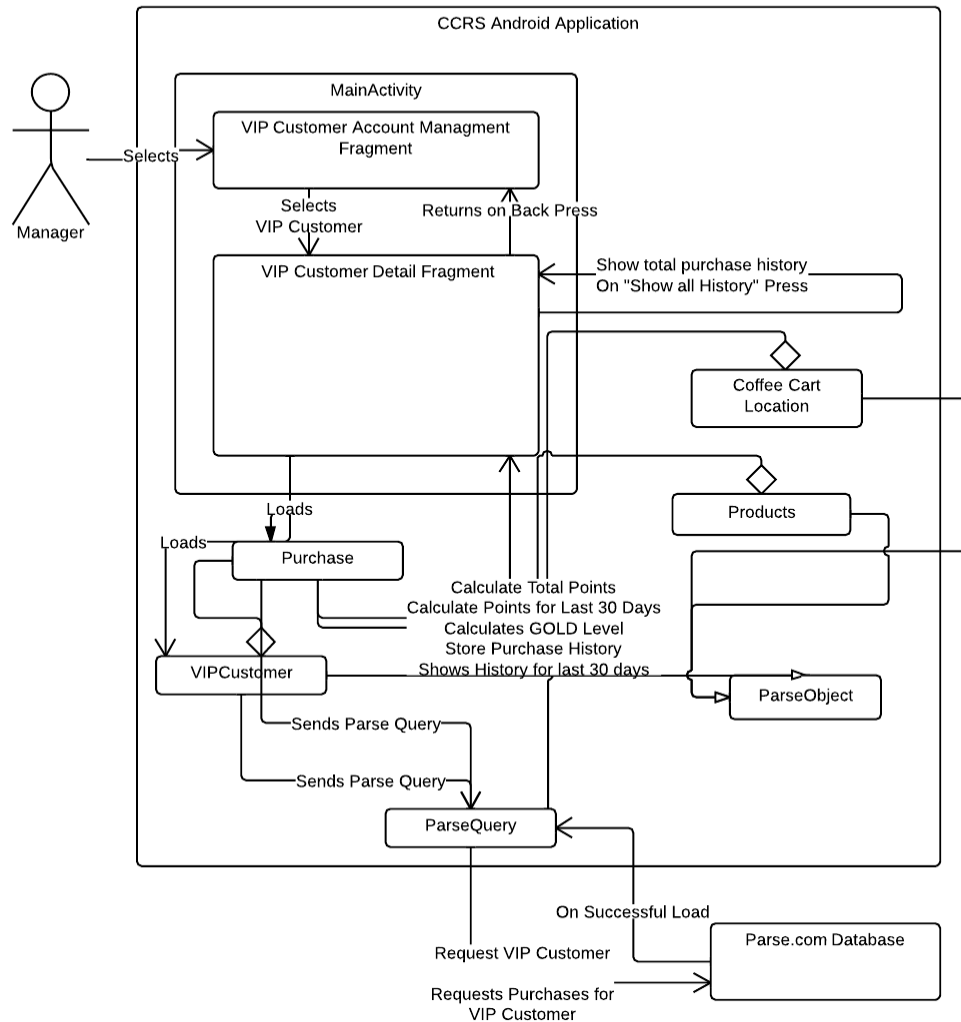 CCRS Android Application
MainActivity
VIP Customer Account Managment
Fragment
Selects
Manager
Selects
VIP Customer
Returns on Back Press
VIP Customer Detail Fragment
Show total purchase history
On "Show all History" Press
Coffee Cart
Location
Products
Loads
Loads
Purchase
Calculate Total Points
Calculate Points for Last 30 Days
Calculates GOLD Level
Store Purchase History
Shows History for last 30 days
VIPCustomer
ParseObject
Sends Parse Query
Sends Parse Query
ParseQuery
On Successful Load
Parse.com Database
Request VIP Customer
Requests Purchases for
VIP Customer